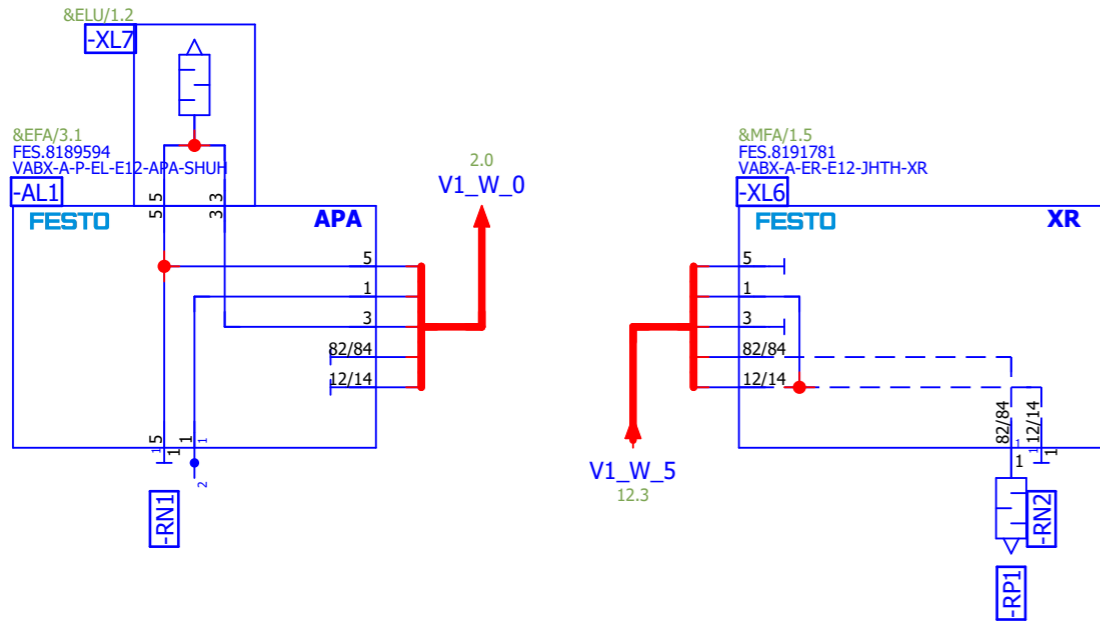 &ELU/1.2
-XL7
&EFA/3.1
FES.8189594
VABX-A-P-EL-E12-APA-SHUH
-AL1
5 3
5 3
FESTO
APA
5
1
3
82/84
12/14
5 1 1
1 1
2
-RN1
2.0
V1_W_0
&MFA/1.5
FES.8191781
VABX-A-ER-E12-JHTH-XR
-XL6
FESTO
XR
5
1
3
82/84
12/14
V1_W_5
12.3
82/84 1 12/14
1 1 1
-RN2
-RP1